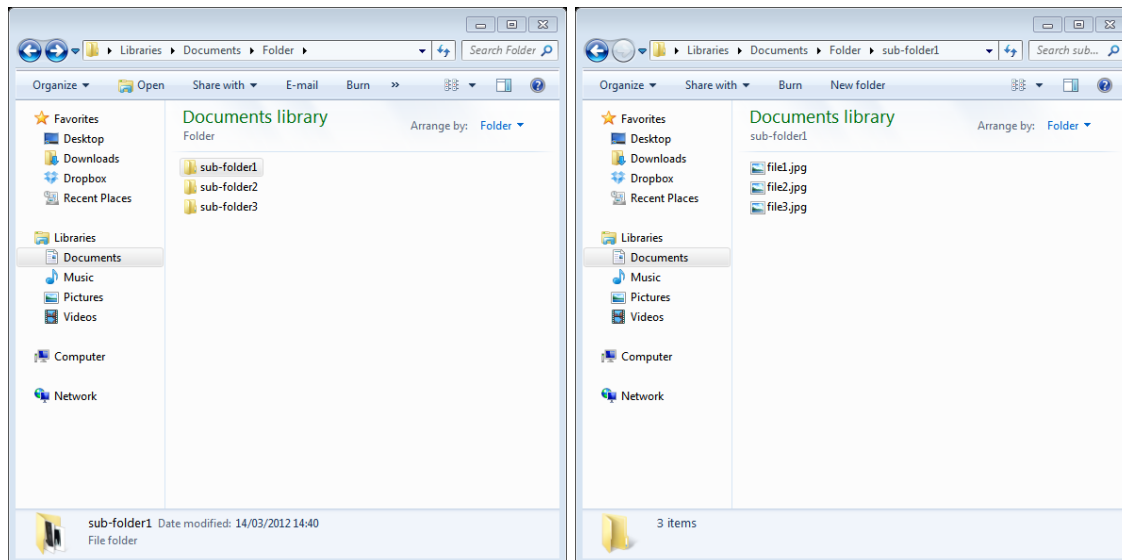 Libraries Documents Folder Search Folder
Organize Open Share with E-mail Burn »
Favorites
Desktop
Downloads
Dropbox
Recent Places
Libraries
Documents
Music
Pictures
Videos
Computer
Network
Documents library
Folder
Arrange by: Folder
sub-folder1
sub-folder2
sub-folder3
sub-folder1 Date modified: 14/03/2012 14:40
File folder
Libraries Documents Folder sub-folder1 Search sub...
Organize Share with Burn New folder
Favorites
Desktop
Downloads
Dropbox
Recent Places
Libraries
Documents
Music
Pictures
Videos
Computer
Network
Documents library
sub-folder1
Arrange by: Folder
file1.jpg
file2.jpg
file3.jpg
3 items